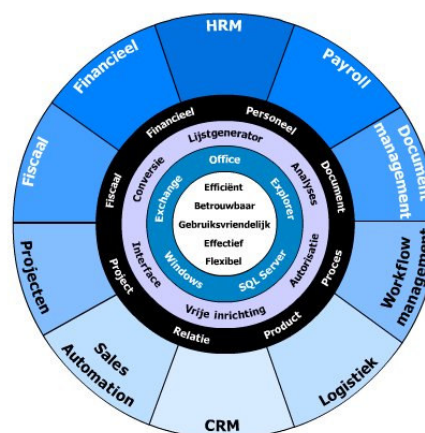 HRM
Payroll
Document
management
Workflow
management
Logistiek
CRM
Sales
Automation
Projecten
Fiscaal
Financieel
Personeel
Document
Proces
Product
Relatie
Project
Fiscaal
Financieel
Lijstgenerator
Analyses
Autorisatie
Vrije inrichting
Interface
Conversie
Office
Explorer
SQL Server
Windows
Exchange
Efficiënt
Betrouwbaar
Gebruiksvriendelijk
Effectief
Flexibel